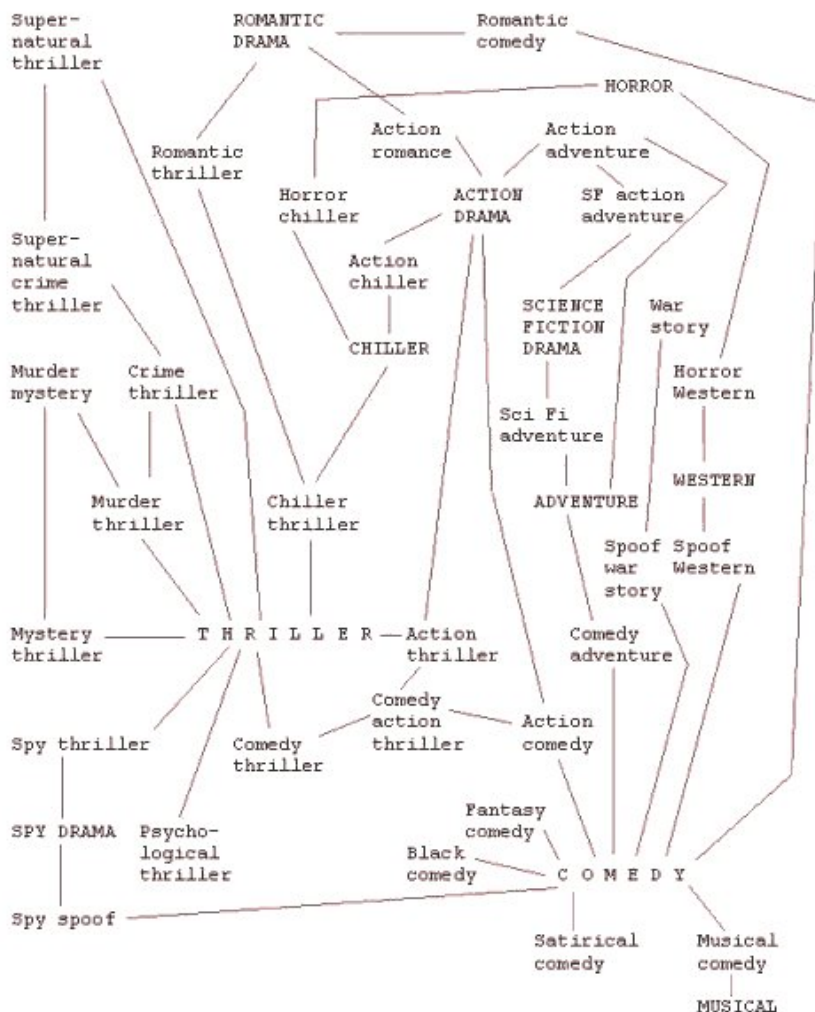 Super-
natural
thriller
ROMANTIC
DRAMA
Romantic
comedy
HORROR
Romantic
thriller
Action
romance
Action
adventure
Horror
chiller
ACTION
DRAMA
SF action
adventure
Super-
natural
crime
thriller
Action
chiller
SCIENCE
FICTION
DRAMA
War
story
CHILLER
Murder
mystery
Crime
thriller
Horror
Western
Sci Fi
adventure
Murder
thriller
Chiller
thriller
ADVENTURE
WESTERN
Spoof
war
story
Spoof
Western
Mystery
thriller
T H R I L L E R
Action
thriller
Comedy
adventure
Spy thriller
Comedy
thriller
Comedy
action
thriller
Action
comedy
SPY DRAMA
Psycho-
logical
thriller
Fantasy
comedy
Black
comedy
C O M E D Y
Spy spoof
Satirical
comedy
Musical
comedy
MUSICAL